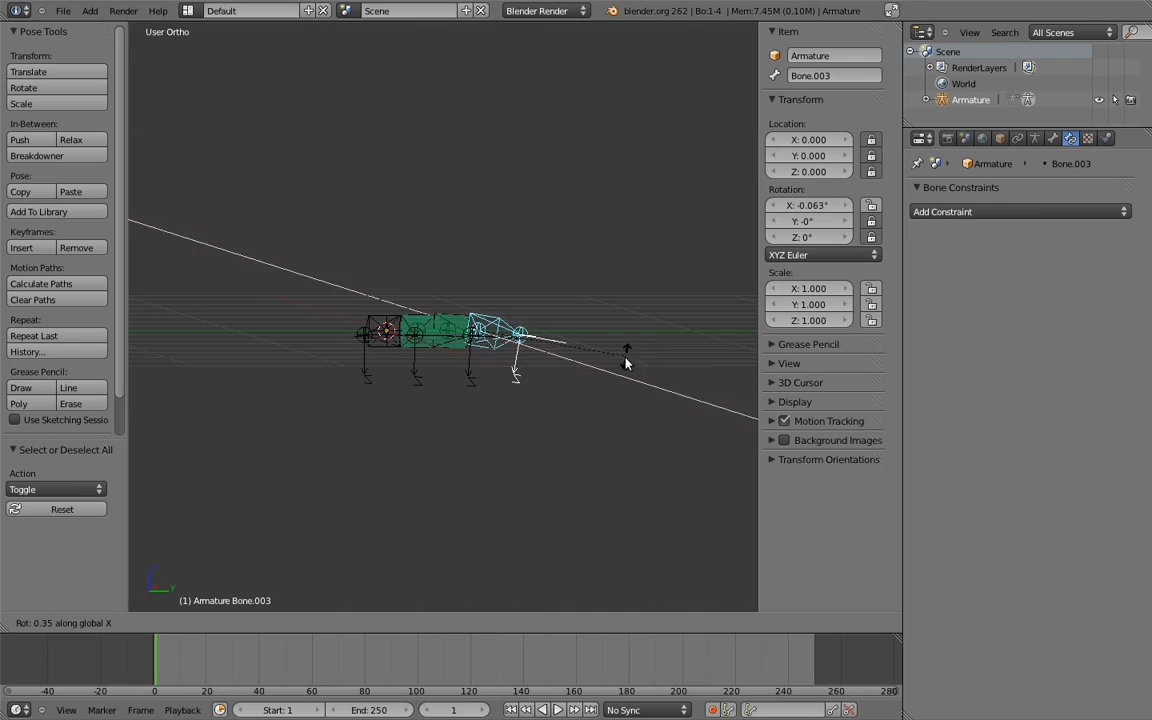 File Add Render Help Default Scene Blender Render blender.org 262 | Bo:1-4 | Mem:7.45M (0.10M) | Armature
Pose Tools
Transform:
Translate
Rotate
Scale
In-Between:
Push Relax
Breakdowner
Pose:
Copy Paste
Add To Library
Keyframes:
Insert Remove
Motion Paths:
Calculate Paths
Clear Paths
Repeat:
Repeat Last
History...
Grease Pencil:
Draw Line
Poly Erase
Use Sketching Sessio
Select or Deselect All
Action
Toggle
Reset
User Ortho
y
(1) Armature Bone.003
Rot: 0.35 along global X
Item
Armature
Bone.003
Transform
Location:
X: 0.000
Y: 0.000
Z: 0.000
Rotation:
X: -0.063°
Y: -0°
Z: 0°
XYZ Euler
Scale:
X: 1.000
Y: 1.000
Z: 1.000
Grease Pencil
View
3D Cursor
Display
Motion Tracking
Background Images
Transform Orientations
View Search All Scenes
Scene
RenderLayers |
World
Armature |
Armature Bone.003
Bone Constraints
Add Constraint
-40 -20 0 20 40 60 80 100 120 140 160 180 200 220 240 260 280
View Marker Frame Playback Start: 1 End: 250 1 No Sync